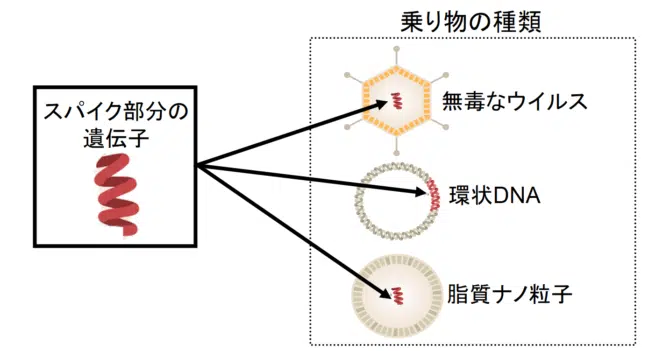 乗り物の種類
スパイク部分の
遺伝子
無毒なウイルス
環状DNA
脂質ナノ粒子